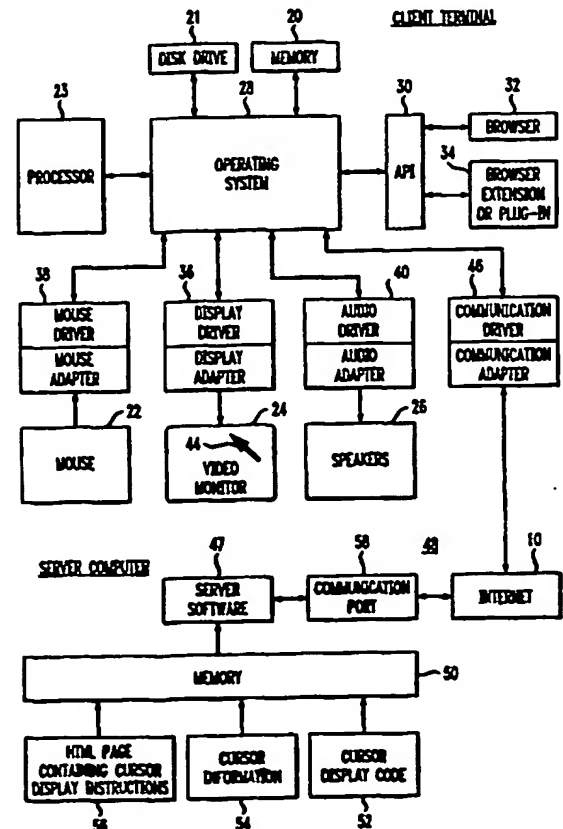 21
20
CLIENT TERMINAL
DISK DRIVE
MEMORY
23
28
30
32
PROCESSOR
OPERATING
SYSTEM
API
BROWSER
34
BROWSER
EXTENSION
OR PLUG-IN
38
36
40
46
MOUSE
DRIVER
MOUSE
ADAPTER
DISPLAY
DRIVER
DISPLAY
ADAPTER
AUDIO
DRIVER
AUDIO
ADAPTER
COMMUNICATION
DRIVER
COMMUNICATION
ADAPTER
22
24
26
MOUSE
44
VIDEO
MONITOR
SPEAKERS
SERVER COMPUTER
47
58
10
SERVER
SOFTWARE
COMMUNICATION
PORT
INTERNET
MEMORY
50
HTML PAGE
CONTAINING CURSOR
DISPLAY INSTRUCTIONS
CURSOR
INFORMATION
CURSOR
DISPLAY CODE
56
54
52